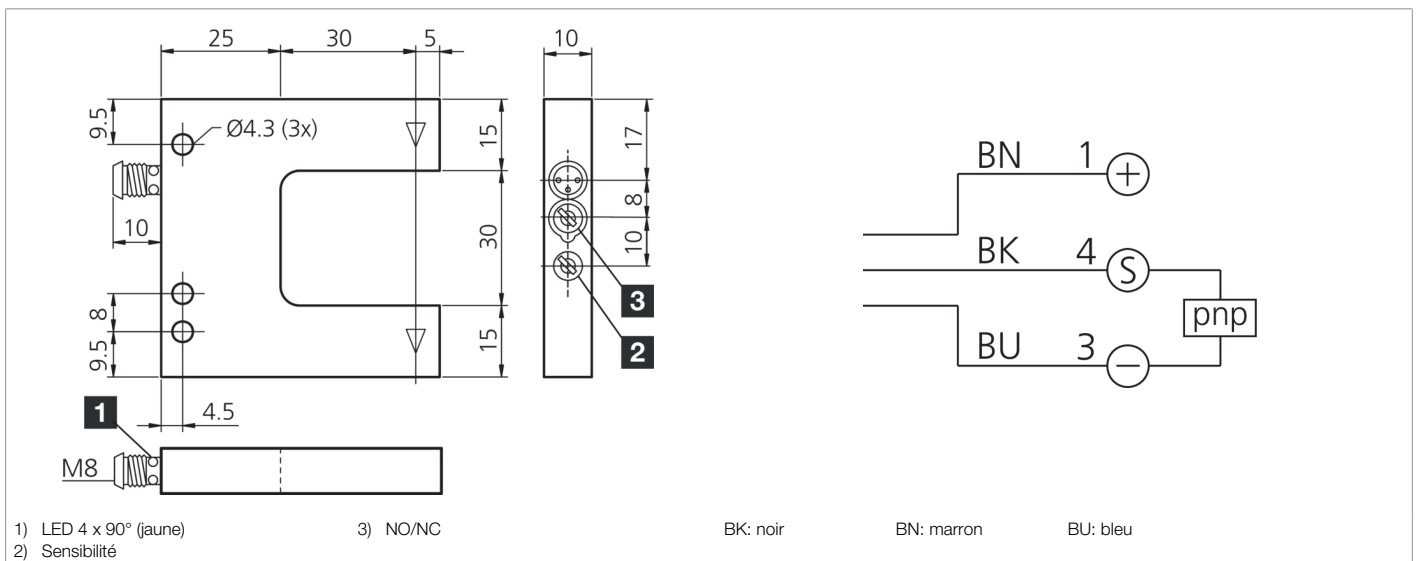 25 30 5 10
9.5
Ø4.3 (3x)
15
17
BN 1 +
8
10
30
10
BK 4 S
3
8
pnp
9.5
15
2
BU 3 −
1
4.5
M8
1) LED 4 x 90° (jaune) 3) NO/NC BK: noir BN: marron BU: bleu
2) Sensibilité